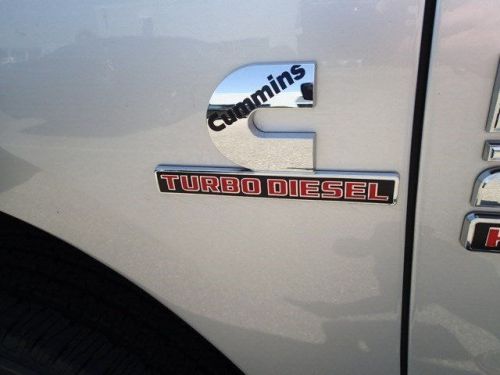 Cummins
TURBO DIESEL
H